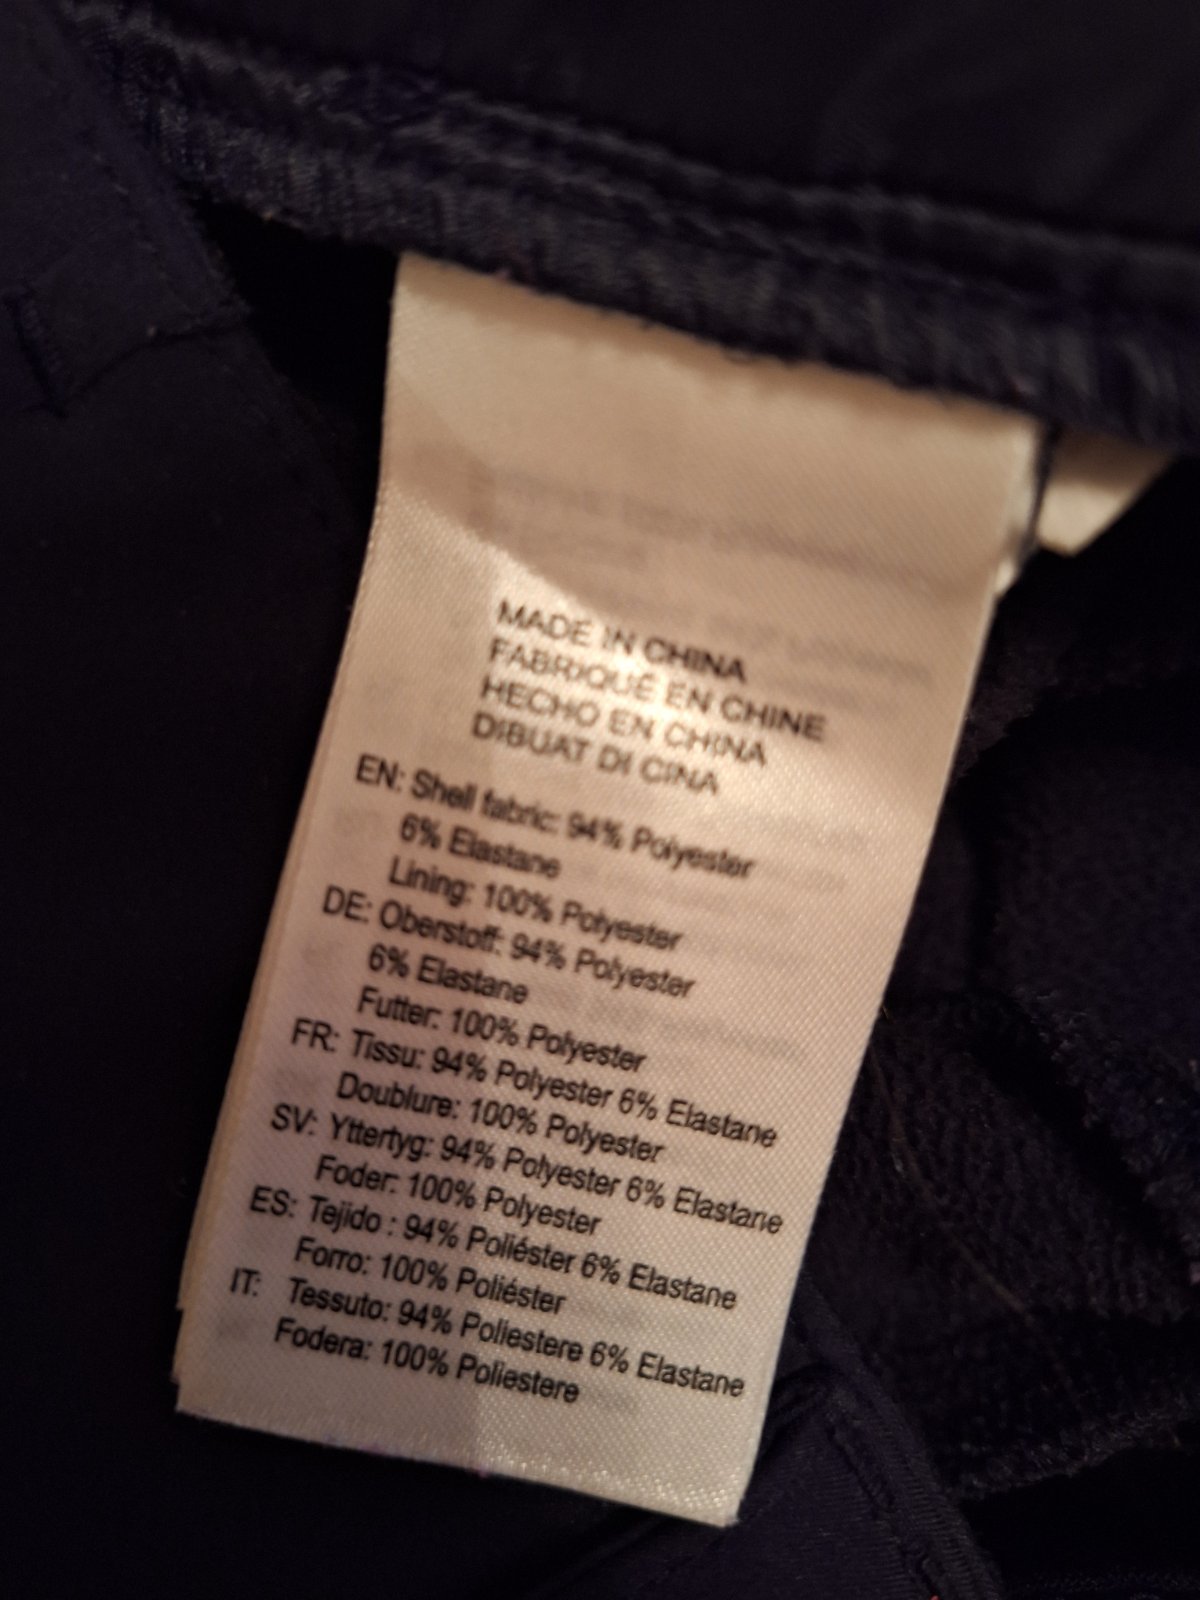 MADE IN CHINA
FABRIQUÉ EN CHINE
HECHO EN CHINA
DIBUAT DI CINA
EN: Shell fabric: 94% Polyester
6% Elastane
Lining: 100% Polyester
DE: Oberstoff: 94% Polyester
6% Elastane
Futter: 100% Polyester
FR: Tissu: 94% Polyester 6% Elastane
Doublure: 100% Polyester
SV: Yttertyg: 94% Polyester 6% Elastane
Foder: 100% Polyester
ES: Tejido : 94% Poliéster 6% Elastane
Forro: 100% Poliéster
IT: Tessuto: 94% Poliestere 6% Elastane
Fodera: 100% Poliestere